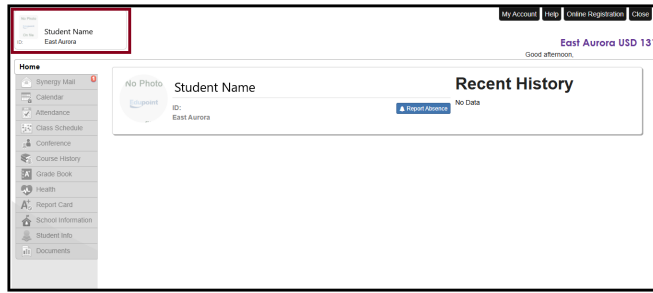 My Account Help Online Registration Close
No Photo
Student Name
ID: East Aurora
East Aurora USD 131
Good afternoon,
Home
Synergy Mail
Calendar
Attendance
Class Schedule
Conference
Course History
Grade Book
Health
Report Card
School Information
Student Info
Documents
No Photo
Edupoint
Student Name
ID:
East Aurora
Report Absence
Recent History
No Data